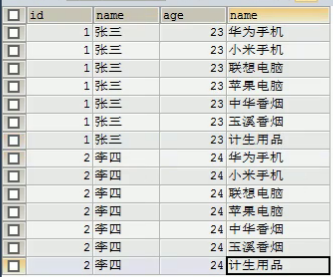 id name age name
1 张三 23 华为手机
1 张三 23 小米手机
1 张三 23 联想电脑
1 张三 23 苹果电脑
1 张三 23 中华香烟
1 张三 23 玉溪香烟
1 张三 23 计生用品
2 李四 24 华为手机
2 李四 24 小米手机
2 李四 24 联想电脑
2 李四 24 苹果电脑
2 李四 24 中华香烟
2 李四 24 玉溪香烟
2 李四 24 计生用品